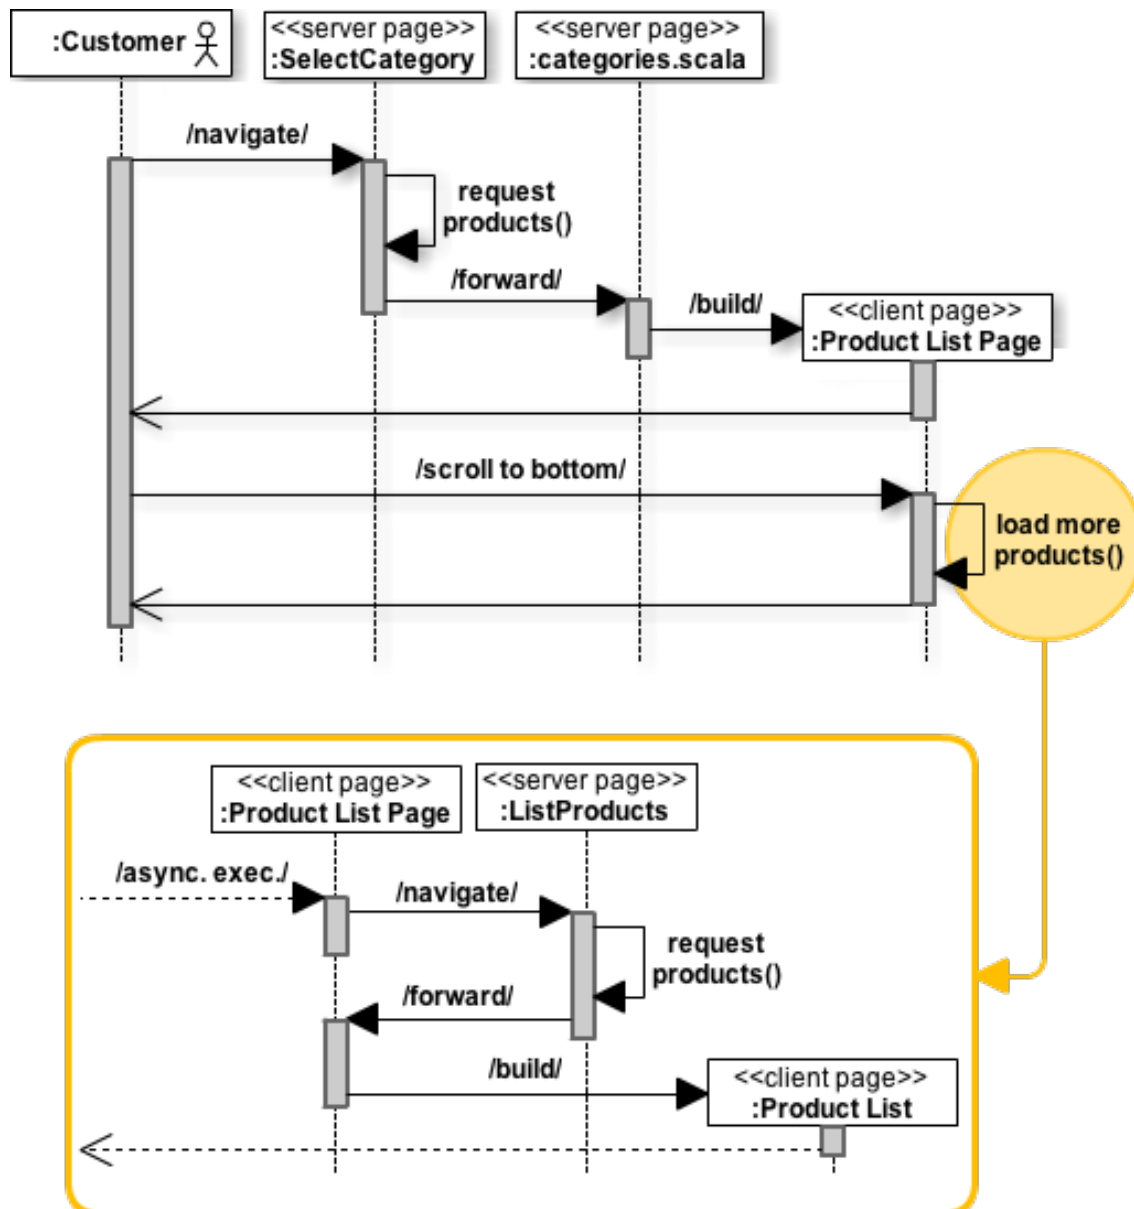 :Customer
<<server page>>
:SelectCategory
<<server page>>
:categories.scala
/navigate/
request
products()
/forward/
/build/
<<client page>>
:Product List Page
/scroll to bottom/
load more
products()
<<client page>>
:Product List Page
<<server page>>
:ListProducts
/async. exec./
/navigate/
request
products()
/forward/
/build/
<<client page>>
:Product List